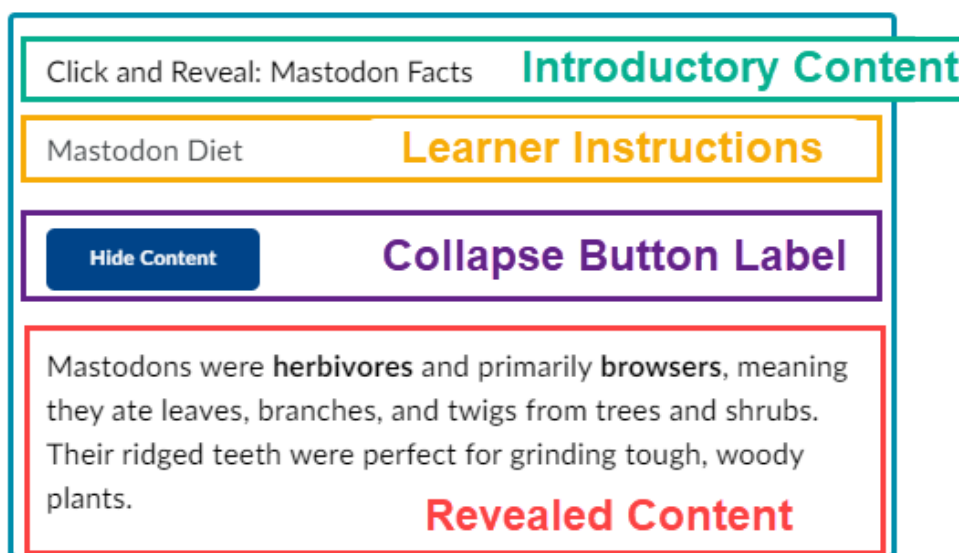 Click and Reveal: Mastodon Facts Introductory Content
Mastodon Diet Learner Instructions
Hide Content Collapse Button Label
Mastodons were herbivores and primarily browsers, meaning
they ate leaves, branches, and twigs from trees and shrubs.
Their ridged teeth were perfect for grinding tough, woody
plants.
Revealed Content